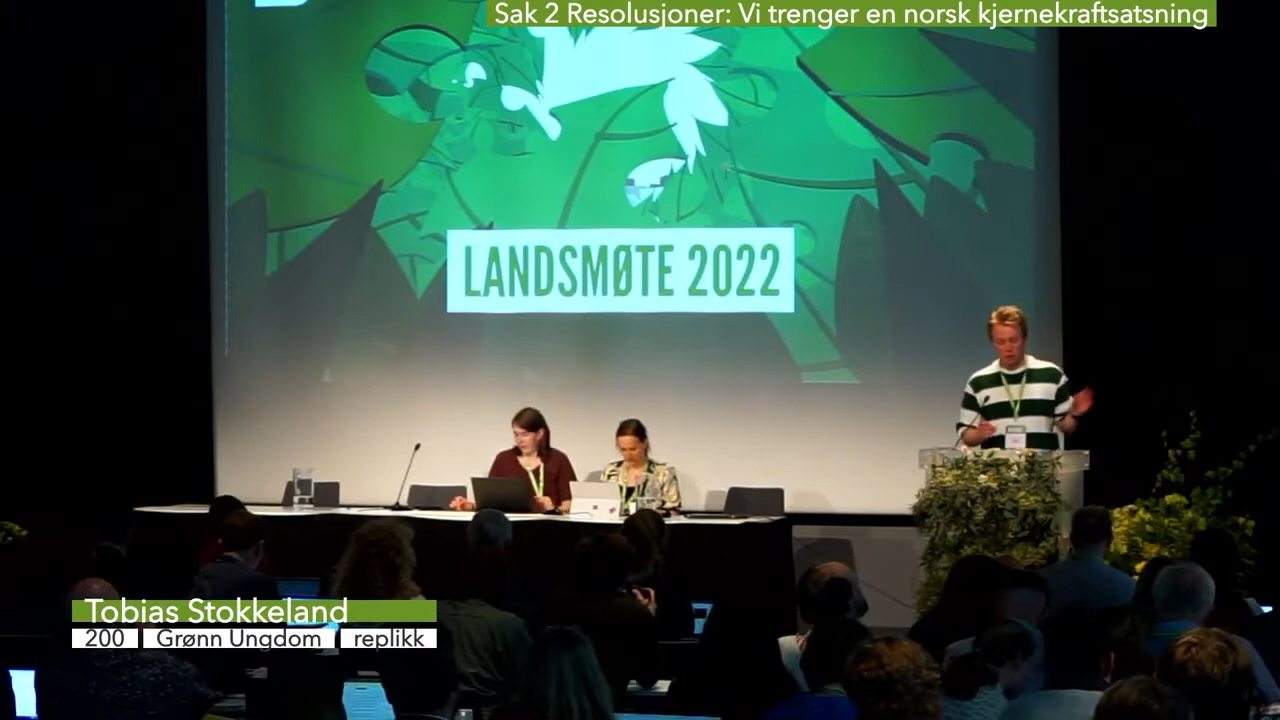 Sak 2 Resolusjoner: Vi trenger en norsk kjernekraftsatsning
LANDSMØTE 2022
Tobias Stokkeland
200 Grønn Ungdom replikk